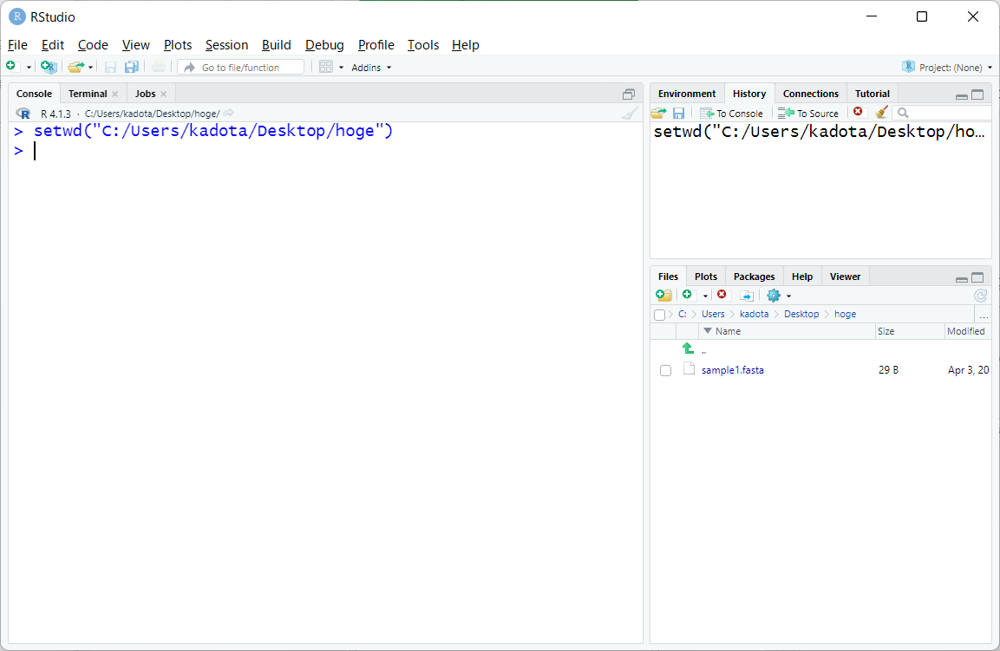 RStudio
File Edit Code View Plots Session Build Debug Profile Tools Help
Go to file/function Addins Project: (None)
Console Terminal Jobs
R 4.1.3 · C:/Users/kadota/Desktop/hoge/
> setwd("C:/Users/kadota/Desktop/hoge")
>
Environment History Connections Tutorial
To Console To Source
setwd("C:/Users/kadota/Desktop/ho...
Files Plots Packages Help Viewer
C: Users kadota Desktop hoge ...
Name Size Modified
..
sample1.fasta 29 B Apr 3, 20